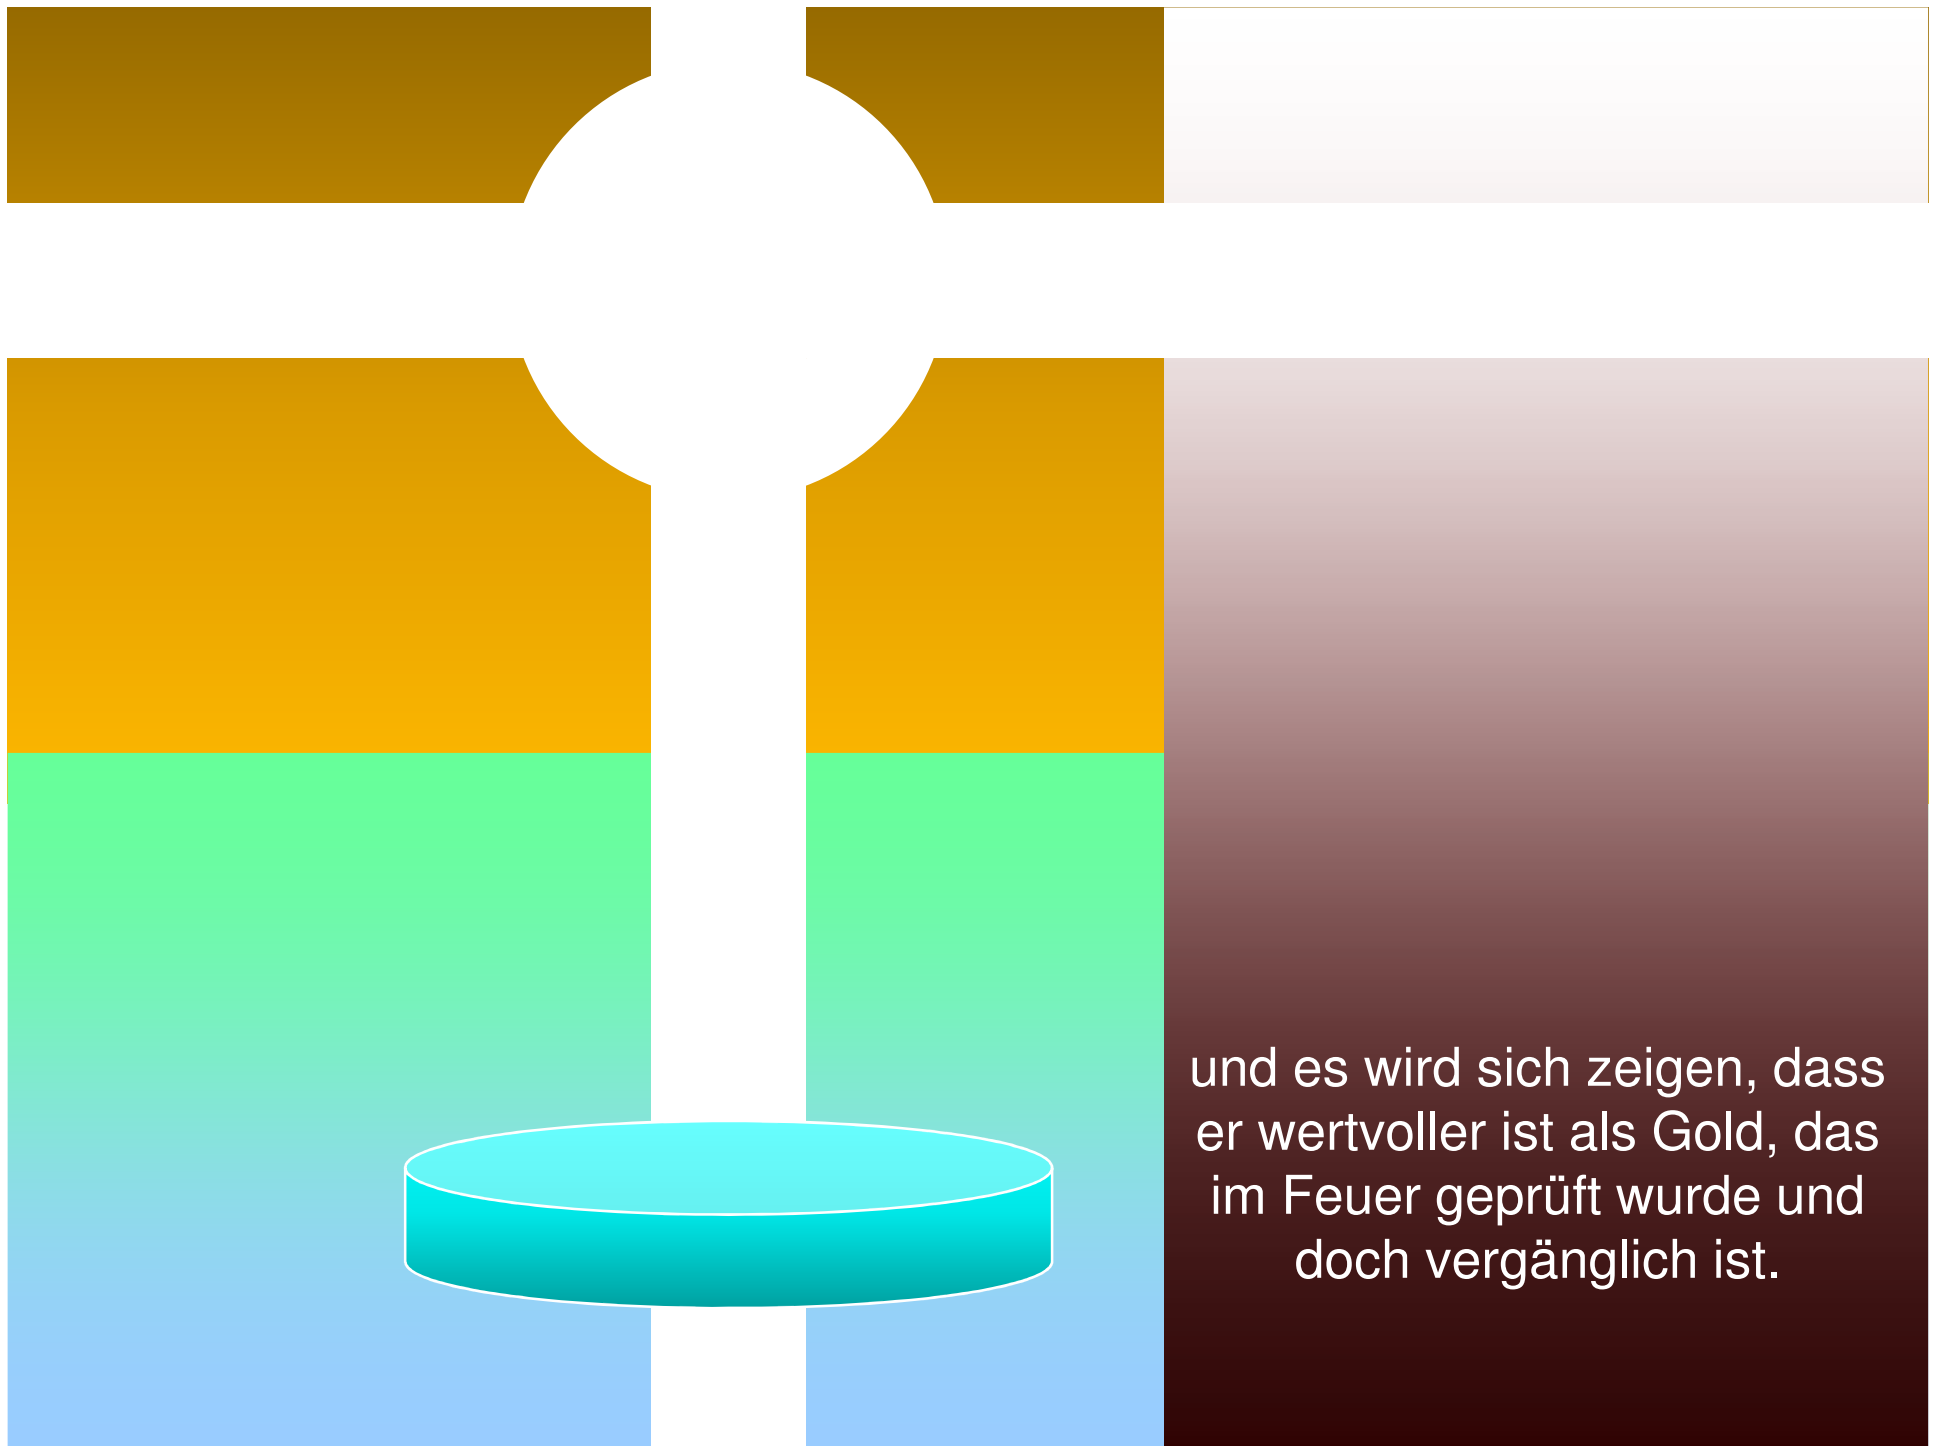 und es wird sich zeigen, dass
er wertvoller ist als Gold, das
im Feuer geprüft wurde und
doch vergänglich ist.